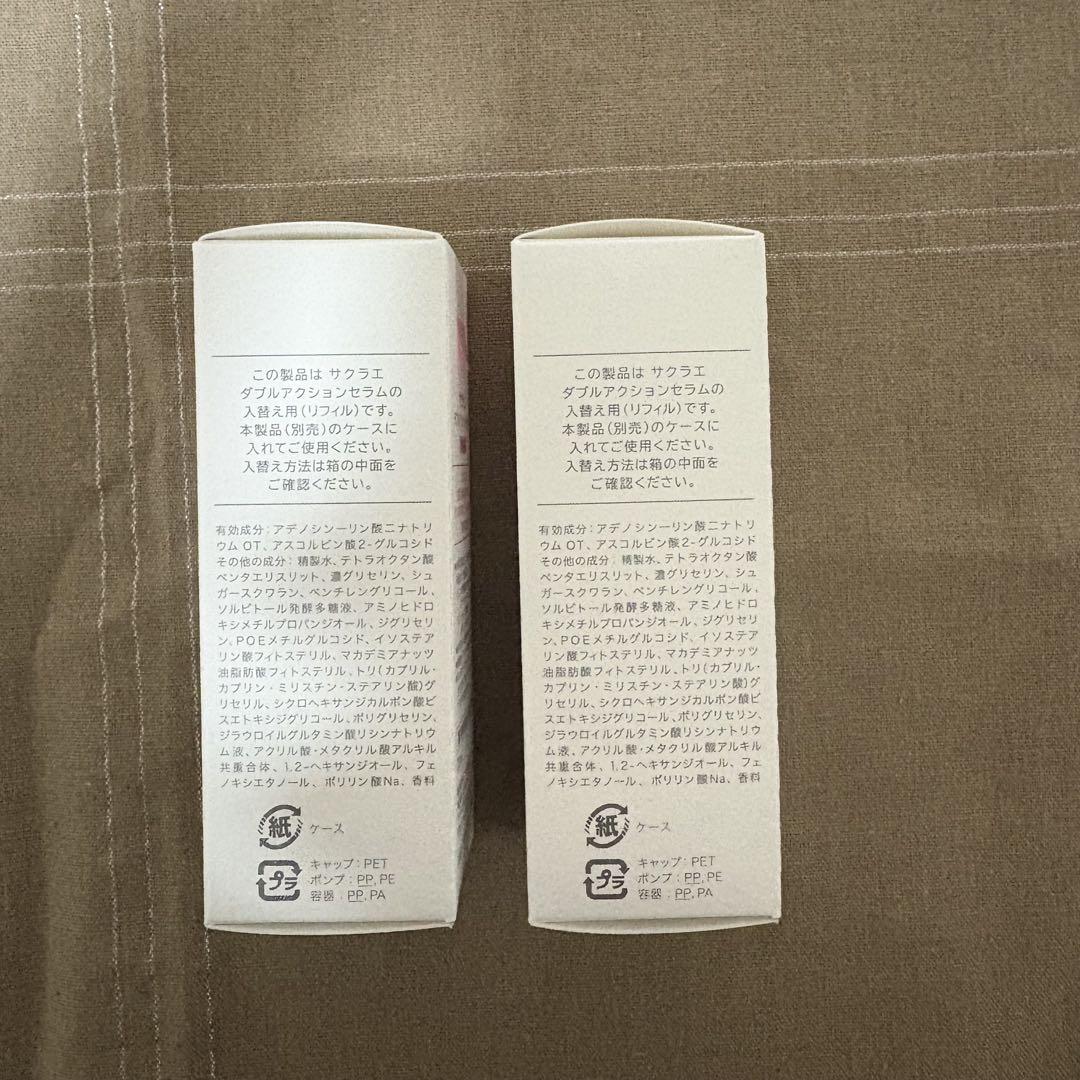 この製品は サクラエ
ダブルアクションセラムの
入替え用(リフィル)です。
本製品(別売)のケースに
入れてご使用ください。
入替え方法は箱の中面を
ご確認ください。
有効成分:アデノシン一リン酸二ナトリ
ウム OT、アスコルビン酸2-グルコシド
その他の成分:精製水、テトラオクタン酸
ペンタエリスリット、濃グリセリン、シュ
ガースクワラン、ペンチレングリコール、
ソルビトール発酵多糖液、アミノヒドロ
キシメチルプロパンジオール、ジグリセリ
ン、POEメチルグルコシド、イソステア
リン酸フィトステリル、マカデミアナッツ
油脂肪酸フィトステリル、トリ(カプリル・
カプリン・ミリスチン・ステアリン酸)グ
リセリル、シクロヘキサンジカルボン酸ビ
スエトキシジグリコール、ポリグリセリン、
ジラウロイルグルタミン酸リシンナトリウ
ム液、アクリル酸・メタクリル酸アルキル
共重合体、1,2-ヘキサンジオール、フェ
ノキシエタノール、ポリリン酸Na、香料
紙 ケース
プラ
キャップ:PET
ポンプ:PP, PE
容器:PP, PA
この製品は サクラエ
ダブルアクションセラムの
入替え用(リフィル)です。
本製品(別売)のケースに
入れてご使用ください。
入替え方法は箱の中面を
ご確認ください。
有効成分:アデノシン一リン酸二ナトリ
ウム OT、アスコルビン酸2-グルコシド
その他の成分:精製水、テトラオクタン酸
ペンタエリスリット、濃グリセリン、シュ
ガースクワラン、ペンチレングリコール、
ソルビトール発酵多糖液、アミノヒドロ
キシメチルプロパンジオール、ジグリセリ
ン、POEメチルグルコシド、イソステア
リン酸フィトステリル、マカデミアナッツ
油脂肪酸フィトステリル、トリ(カプリル・
カプリン・ミリスチン・ステアリン酸)グ
リセリル、シクロヘキサンジカルボン酸ビ
スエトキシジグリコール、ポリグリセリン、
ジラウロイルグルタミン酸リシンナトリウ
ム液、アクリル酸・メタクリル酸アルキル
共重合体、1,2-ヘキサンジオール、フェ
ノキシエタノール、ポリリン酸Na、香料
紙 ケース
プラ
キャップ:PET
ポンプ:PP, PE
容器:PP, PA